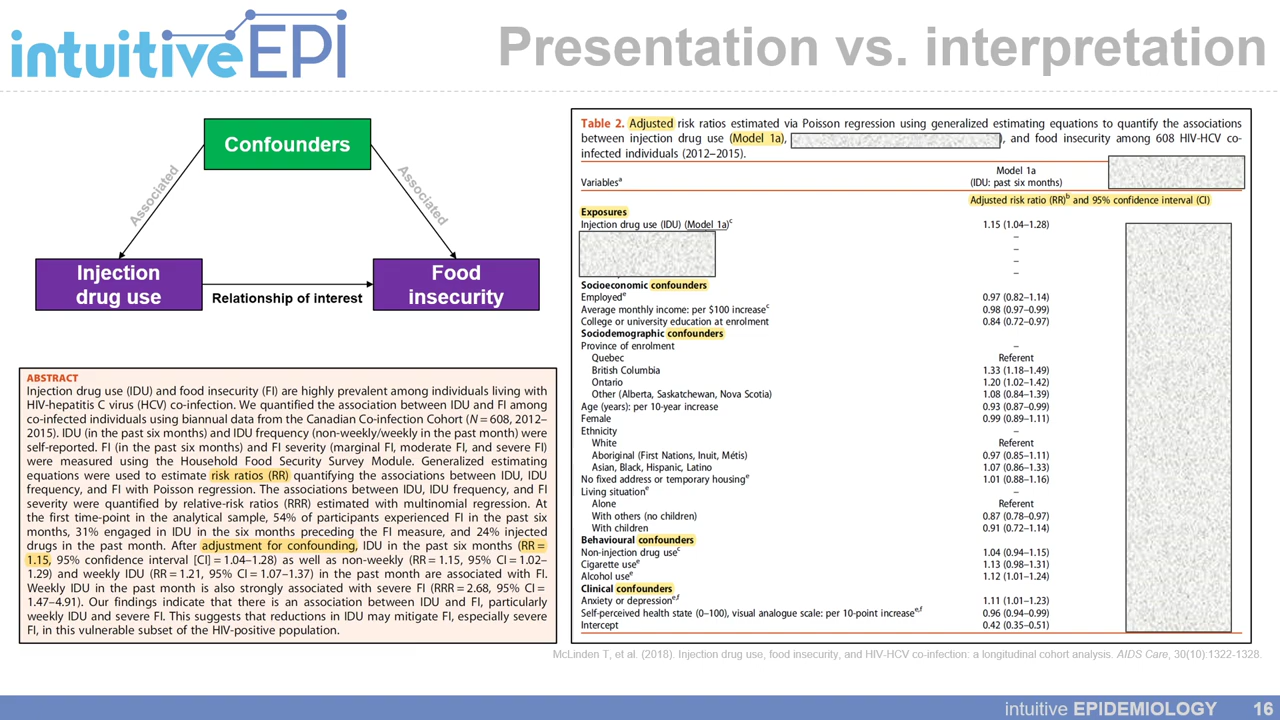 intuitiveEPI
Presentation vs. interpretation
Confounders
Associated
Associated
Injection
drug use
Relationship of interest
Food
insecurity
ABSTRACT
Injection drug use (IDU) and food insecurity (FI) are highly prevalent among individuals living with
HIV-hepatitis C virus (HCV) co-infection. We quantified the association between IDU and FI among
co-infected individuals using biannual data from the Canadian Co-infection Cohort (N = 608, 2012–
2015). IDU (in the past six months) and IDU frequency (non-weekly/weekly in the past month) were
self-reported. FI (in the past six months) and FI severity (marginal FI, moderate FI, and severe FI)
were measured using the Household Food Security Survey Module. Generalized estimating
equations were used to estimate risk ratios (RR) quantifying the associations between IDU, IDU
frequency, and FI with Poisson regression. The associations between IDU, IDU frequency, and FI
severity were quantified by relative-risk ratios (RRR) estimated with multinomial regression. At
the first time-point in the analytical sample, 54% of participants experienced FI in the past six
months, 31% engaged in IDU in the six months preceding the FI measure, and 24% injected
drugs in the past month. After adjustment for confounding, IDU in the past six months (RR =
1.15, 95% confidence interval [CI] = 1.04–1.28) as well as non-weekly (RR = 1.15, 95% CI = 1.02–
1.29) and weekly IDU (RR = 1.21, 95% CI = 1.07–1.37) in the past month are associated with FI.
Weekly IDU in the past month is also strongly associated with severe FI (RRR = 2.68, 95% CI =
1.47–4.91). Our findings indicate that there is an association between IDU and FI, particularly
weekly IDU and severe FI. This suggests that reductions in IDU may mitigate FI, especially severe
FI, in this vulnerable subset of the HIV-positive population.
Table 2. Adjusted risk ratios estimated via Poisson regression using generalized estimating equations to quantify the associations
between injection drug use (Model 1a), ), and food insecurity among 608 HIV-HCV co-
infected individuals (2012–2015).
Model 1a
Variablesa (IDU: past six months)
Adjusted risk ratio (RR)b and 95% confidence interval (CI)
Exposures
Injection drug use (IDU) (Model 1a)c 1.15 (1.04–1.28)
–
–
–
–
Socioeconomic confounders
Employede 0.97 (0.82–1.14)
Average monthly income: per $100 increasec 0.98 (0.97–0.99)
College or university education at enrolment 0.84 (0.72–0.97)
Sociodemographic confounders
Province of enrolment –
Quebec Referent
British Columbia 1.33 (1.18–1.49)
Ontario 1.20 (1.02–1.42)
Other (Alberta, Saskatchewan, Nova Scotia) 1.08 (0.84–1.39)
Age (years): per 10-year increase 0.93 (0.87–0.99)
Female 0.99 (0.89–1.11)
Ethnicity –
White Referent
Aboriginal (First Nations, Inuit, Métis) 0.97 (0.85–1.11)
Asian, Black, Hispanic, Latino 1.07 (0.86–1.33)
No fixed address or temporary housinge 1.01 (0.88–1.16)
Living situatione –
Alone Referent
With others (no children) 0.87 (0.78–0.97)
With children 0.91 (0.72–1.14)
Behavioural confounders
Non-injection drug usec 1.04 (0.94–1.15)
Cigarette usee 1.13 (0.98–1.31)
Alcohol usee 1.12 (1.01–1.24)
Clinical confounders
Anxiety or depressione,f 1.11 (1.01–1.23)
Self-perceived health state (0–100), visual analogue scale: per 10-point increasee,f 0.96 (0.94–0.99)
Intercept 0.42 (0.35–0.51)
McLinden T, et al. (2018). Injection drug use, food insecurity, and HIV-HCV co-infection: a longitudinal cohort analysis. AIDS Care, 30(10):1322-1328.
intuitive EPIDEMIOLOGY 16